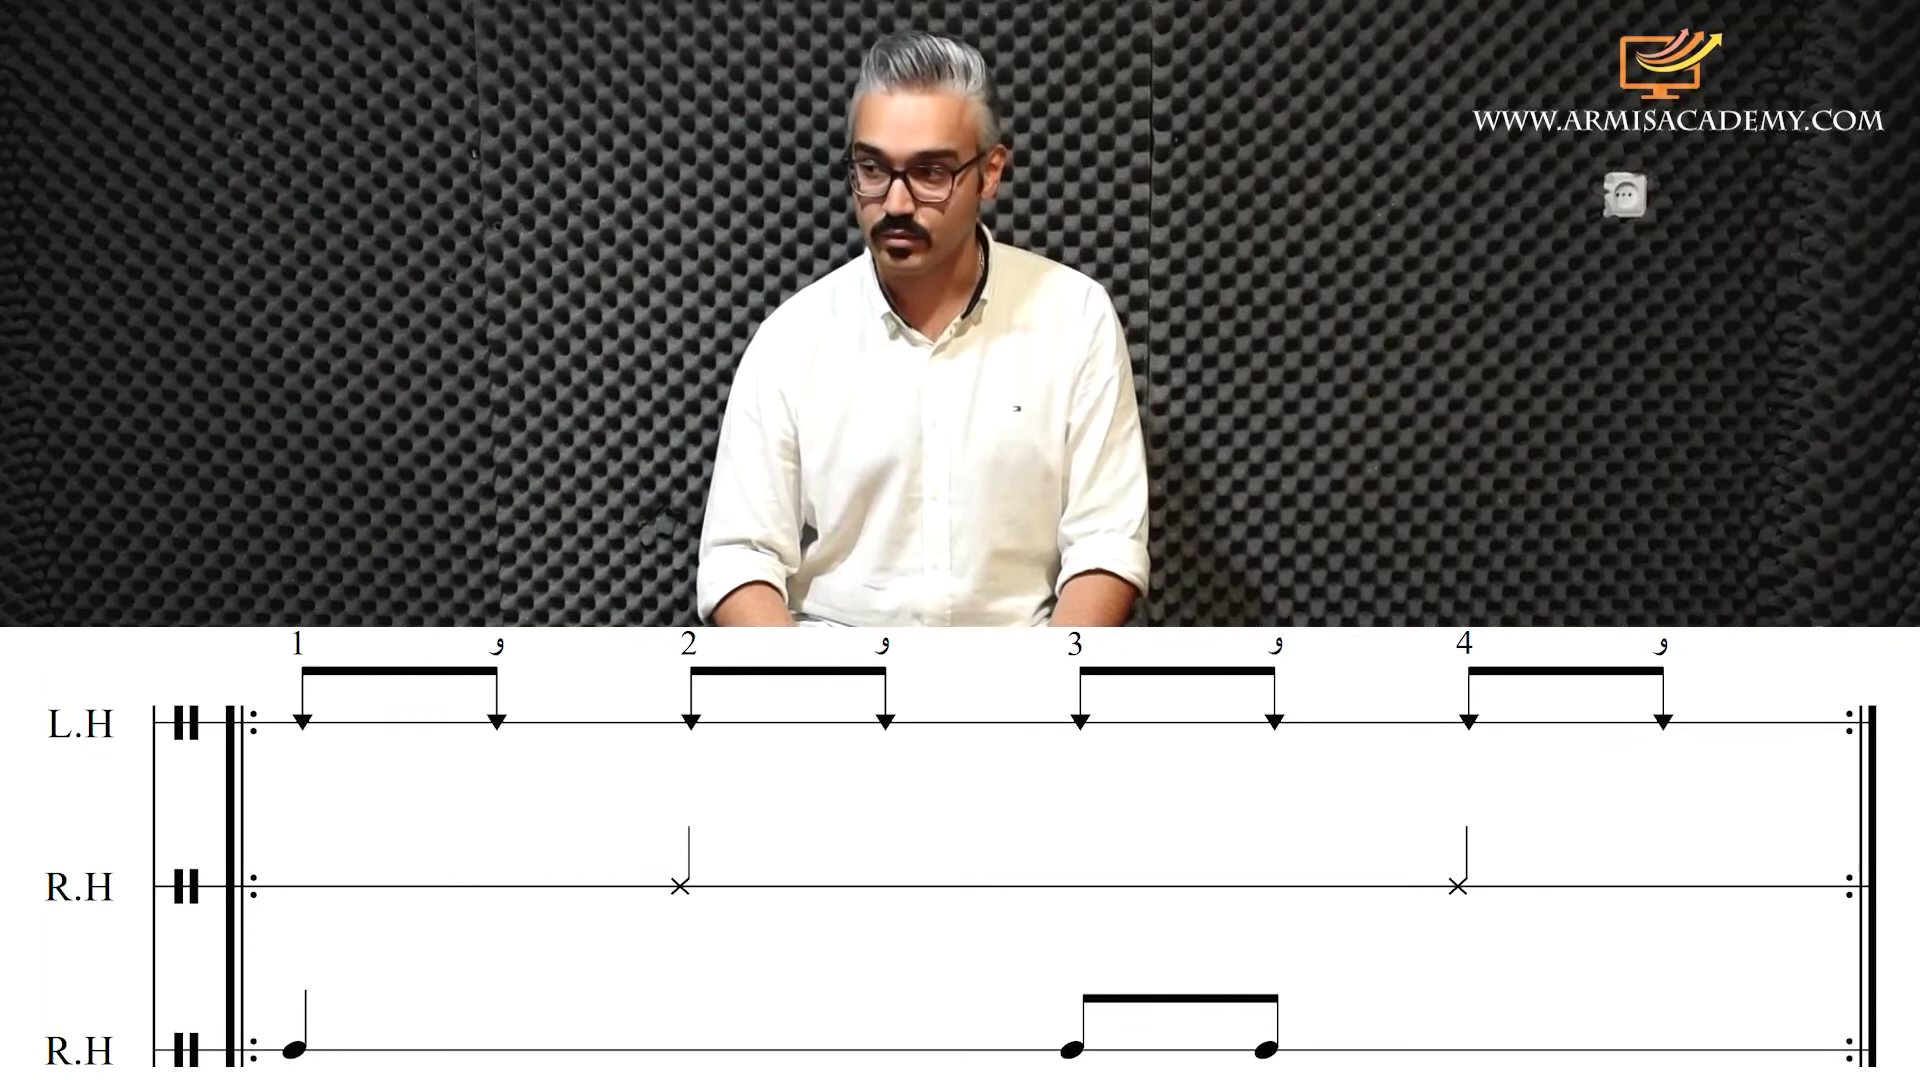 WWW.ARMISACADEMY.COM
1 و 2 و 3 و 4 و
L.H
R.H
R.H